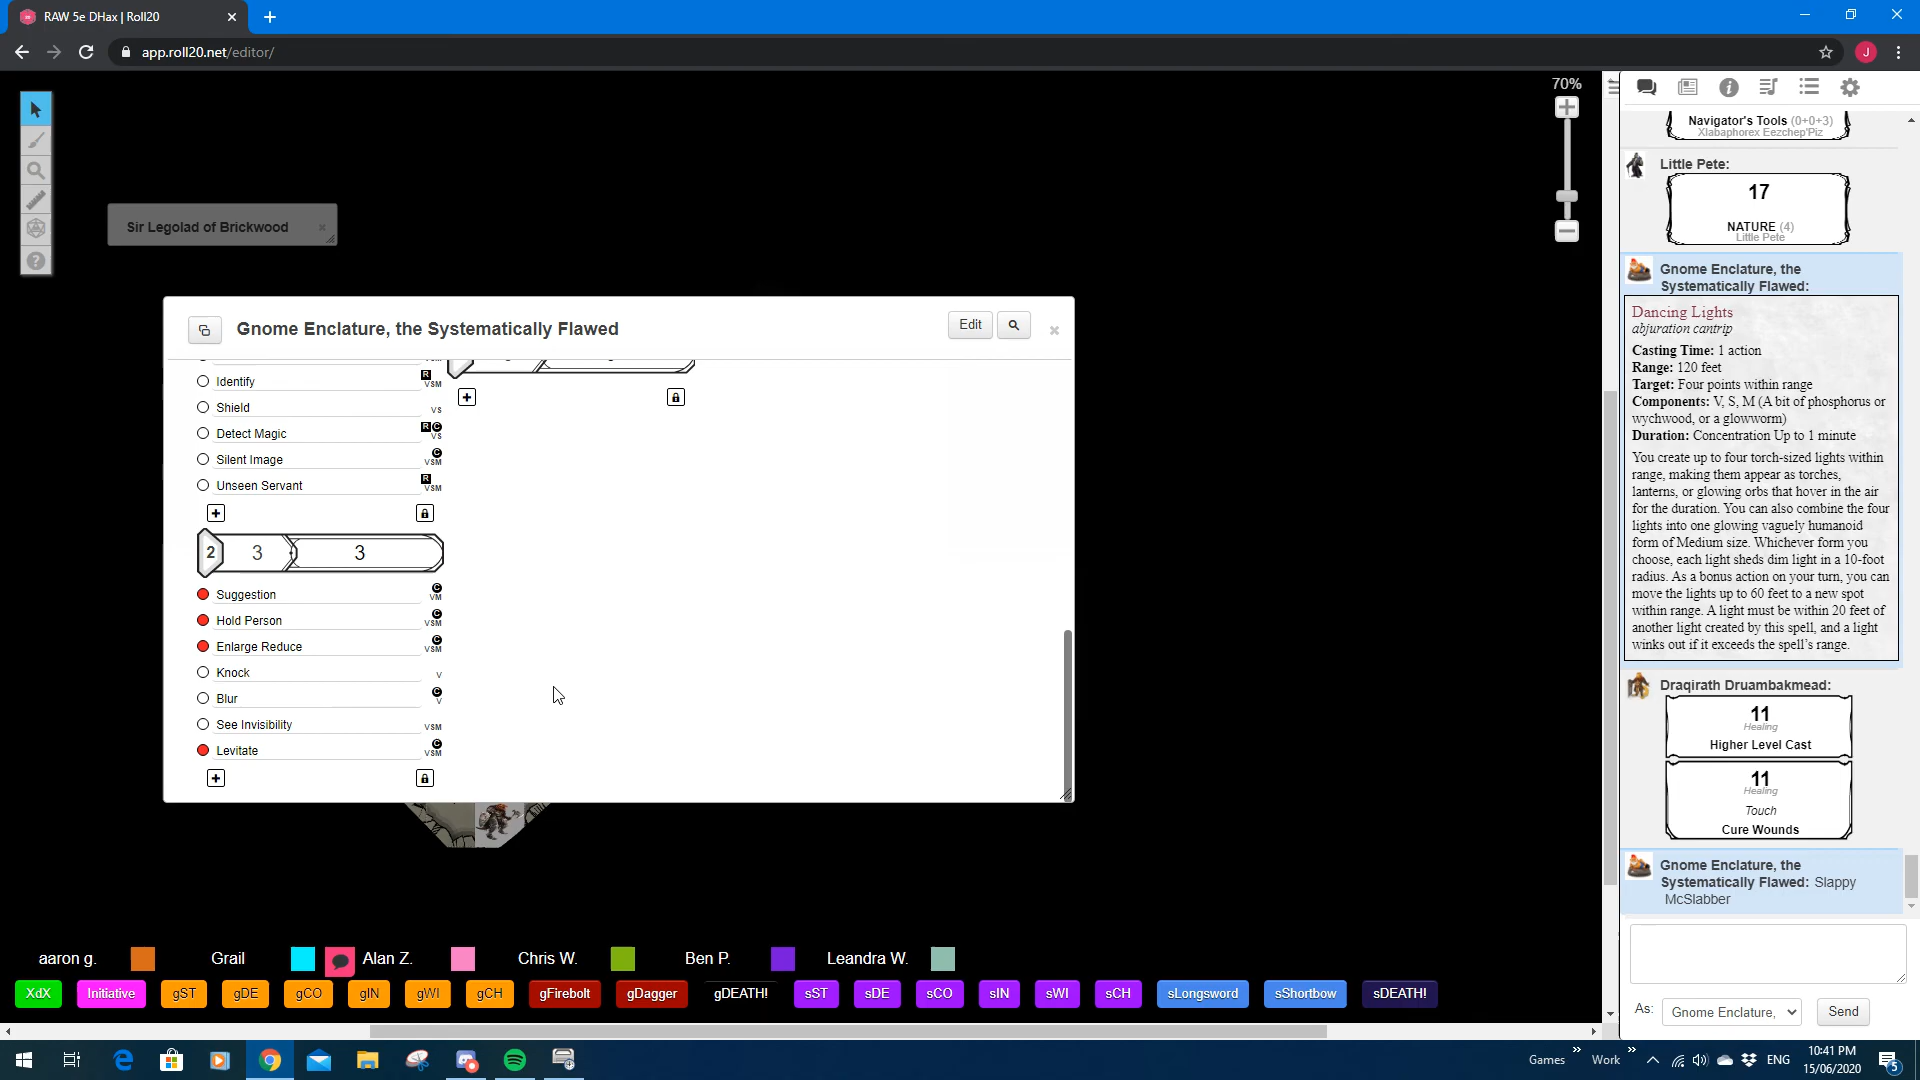 RAW 5e DHax | Roll20
app.roll20.net/editor/
J
70%
Sir Legolad of Brickwood
Gnome Enclature, the Systematically Flawed
Edit
Identify
R
VSM
Shield
VS
Detect Magic
R C
VS
Silent Image
C
VSM
Unseen Servant
R
VSM
2 3 3
Suggestion
C
VM
Hold Person
C
VSM
Enlarge Reduce
C
VSM
Knock
V
Blur
C
V
See Invisibility
VSM
Levitate
C
VSM
Navigator's Tools (0+0+3)
Xlabaphorex Eezchep'Piz
Little Pete:
17
NATURE (4)
Little Pete
Gnome Enclature, the
Systematically Flawed:
Dancing Lights
abjuration cantrip
Casting Time: 1 action
Range: 120 feet
Target: Four points within range
Components: V, S, M (A bit of phosphorus or
wychwood, or a glowworm)
Duration: Concentration Up to 1 minute
You create up to four torch-sized lights within
range, making them appear as torches,
lanterns, or glowing orbs that hover in the air
for the duration. You can also combine the four
lights into one glowing vaguely humanoid
form of Medium size. Whichever form you
choose, each light sheds dim light in a 10-foot
radius. As a bonus action on your turn, you can
move the lights up to 60 feet to a new spot
within range. A light must be within 20 feet of
another light created by this spell, and a light
winks out if it exceeds the spell's range.
Draqirath Druambakmead:
11
Healing
Higher Level Cast
11
Healing
Touch
Cure Wounds
Gnome Enclature, the
Systematically Flawed: Slappy
McSlabber
As: Gnome Enclature, Send
aaron g. Grail Alan Z. Chris W. Ben P. Leandra W.
XdX Initiative gST gDE gCO gIN gWI gCH gFirebolt gDagger gDEATH! sST sDE sCO sIN sWI sCH sLongsword sShortbow sDEATH!
Games » Work » ENG
10:41 PM
15/06/2020
5